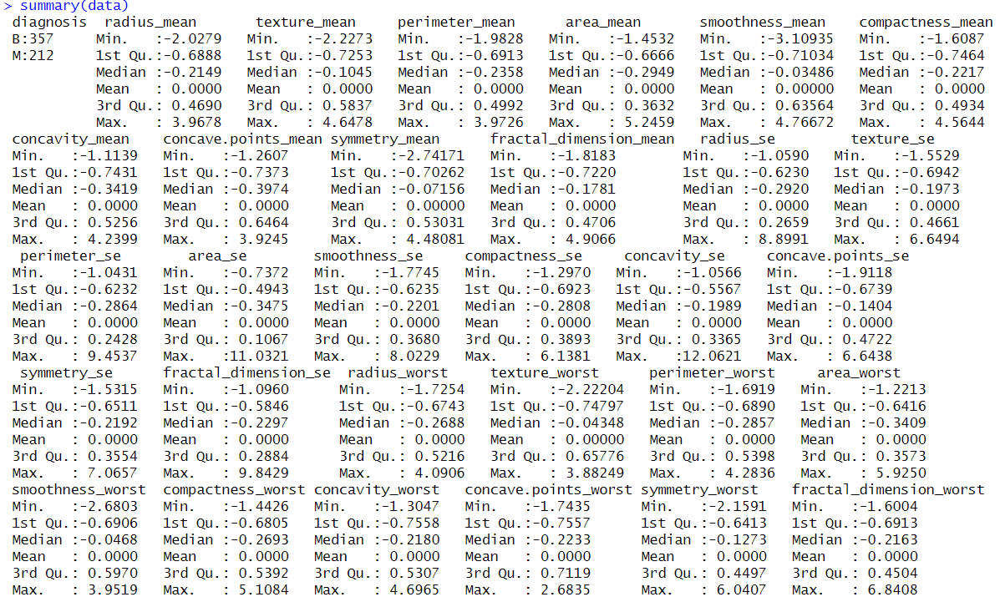 > summary(data)
diagnosis radius_mean texture_mean perimeter_mean area_mean smoothness_mean compactness_mean
B:357 Min. :-2.0279 Min. :-2.2273 Min. :-1.9828 Min. :-1.4532 Min. :-3.10935 Min. :-1.6087
M:212 1st Qu.:-0.6888 1st Qu.:-0.7253 1st Qu.:-0.6913 1st Qu.:-0.6666 1st Qu.:-0.71034 1st Qu.:-0.7464
Median :-0.2149 Median :-0.1045 Median :-0.2358 Median :-0.2949 Median :-0.03486 Median :-0.2217
Mean : 0.0000 Mean : 0.0000 Mean : 0.0000 Mean : 0.0000 Mean : 0.00000 Mean : 0.0000
3rd Qu.: 0.4690 3rd Qu.: 0.5837 3rd Qu.: 0.4992 3rd Qu.: 0.3632 3rd Qu.: 0.63564 3rd Qu.: 0.4934
Max. : 3.9678 Max. : 4.6478 Max. : 3.9726 Max. : 5.2459 Max. : 4.76672 Max. : 4.5644
concavity_mean concave.points_mean symmetry_mean fractal_dimension_mean radius_se texture_se
Min. :-1.1139 Min. :-1.2607 Min. :-2.74171 Min. :-1.8183 Min. :-1.0590 Min. :-1.5529
1st Qu.:-0.7431 1st Qu.:-0.7373 1st Qu.:-0.70262 1st Qu.:-0.7220 1st Qu.:-0.6230 1st Qu.:-0.6942
Median :-0.3419 Median :-0.3974 Median :-0.07156 Median :-0.1781 Median :-0.2920 Median :-0.1973
Mean : 0.0000 Mean : 0.0000 Mean : 0.00000 Mean : 0.0000 Mean : 0.0000 Mean : 0.0000
3rd Qu.: 0.5256 3rd Qu.: 0.6464 3rd Qu.: 0.53031 3rd Qu.: 0.4706 3rd Qu.: 0.2659 3rd Qu.: 0.4661
Max. : 4.2399 Max. : 3.9245 Max. : 4.48081 Max. : 4.9066 Max. : 8.8991 Max. : 6.6494
perimeter_se area_se smoothness_se compactness_se concavity_se concave.points_se
Min. :-1.0431 Min. :-0.7372 Min. :-1.7745 Min. :-1.2970 Min. :-1.0566 Min. :-1.9118
1st Qu.:-0.6232 1st Qu.:-0.4943 1st Qu.:-0.6235 1st Qu.:-0.6923 1st Qu.:-0.5567 1st Qu.:-0.6739
Median :-0.2864 Median :-0.3475 Median :-0.2201 Median :-0.2808 Median :-0.1989 Median :-0.1404
Mean : 0.0000 Mean : 0.0000 Mean : 0.0000 Mean : 0.0000 Mean : 0.0000 Mean : 0.0000
3rd Qu.: 0.2428 3rd Qu.: 0.1067 3rd Qu.: 0.3680 3rd Qu.: 0.3893 3rd Qu.: 0.3365 3rd Qu.: 0.4722
Max. : 9.4537 Max. :11.0321 Max. : 8.0229 Max. : 6.1381 Max. :12.0621 Max. : 6.6438
symmetry_se fractal_dimension_se radius_worst texture_worst perimeter_worst area_worst
Min. :-1.5315 Min. :-1.0960 Min. :-1.7254 Min. :-2.22204 Min. :-1.6919 Min. :-1.2213
1st Qu.:-0.6511 1st Qu.:-0.5846 1st Qu.:-0.6743 1st Qu.:-0.74797 1st Qu.:-0.6890 1st Qu.:-0.6416
Median :-0.2192 Median :-0.2297 Median :-0.2688 Median :-0.04348 Median :-0.2857 Median :-0.3409
Mean : 0.0000 Mean : 0.0000 Mean : 0.0000 Mean : 0.00000 Mean : 0.0000 Mean : 0.0000
3rd Qu.: 0.3554 3rd Qu.: 0.2884 3rd Qu.: 0.5216 3rd Qu.: 0.65776 3rd Qu.: 0.5398 3rd Qu.: 0.3573
Max. : 7.0657 Max. : 9.8429 Max. : 4.0906 Max. : 3.88249 Max. : 4.2836 Max. : 5.9250
smoothness_worst compactness_worst concavity_worst concave.points_worst symmetry_worst fractal_dimension_worst
Min. :-2.6803 Min. :-1.4426 Min. :-1.3047 Min. :-1.7435 Min. :-2.1591 Min. :-1.6004
1st Qu.:-0.6906 1st Qu.:-0.6805 1st Qu.:-0.7558 1st Qu.:-0.7557 1st Qu.:-0.6413 1st Qu.:-0.6913
Median :-0.0468 Median :-0.2693 Median :-0.2180 Median :-0.2233 Median :-0.1273 Median :-0.2163
Mean : 0.0000 Mean : 0.0000 Mean : 0.0000 Mean : 0.0000 Mean : 0.0000 Mean : 0.0000
3rd Qu.: 0.5970 3rd Qu.: 0.5392 3rd Qu.: 0.5307 3rd Qu.: 0.7119 3rd Qu.: 0.4497 3rd Qu.: 0.4504
Max. : 3.9519 Max. : 5.1084 Max. : 4.6965 Max. : 2.6835 Max. : 6.0407 Max. : 6.8408